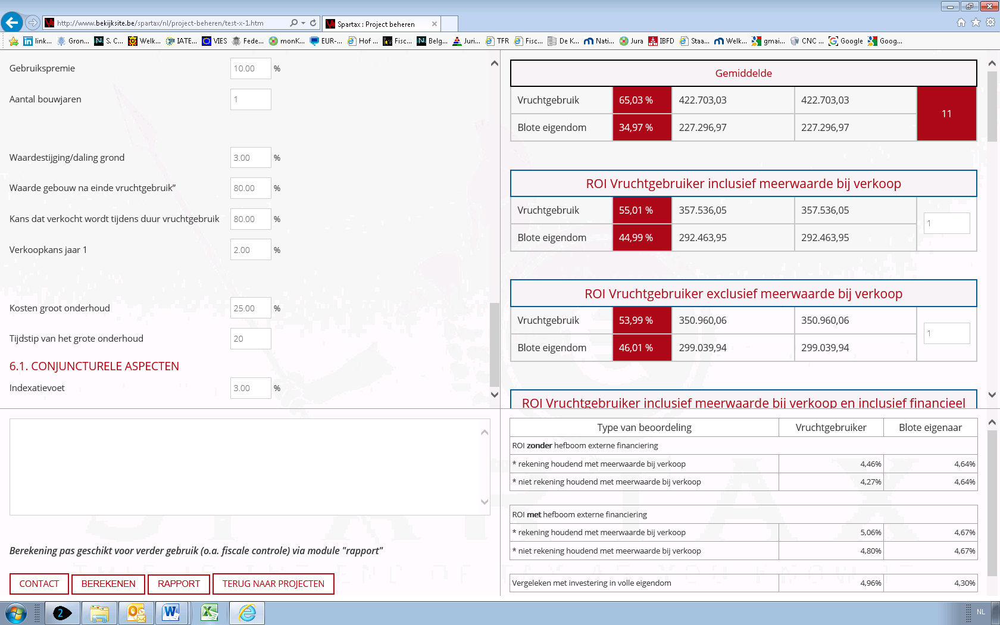 http://www.bekijksite.be/spartax/nl/project-beheren/test-x-1.htm
Spartax : Project beheren
link... Gron... S. C... Welk... IATE... VIES Fede... monK... EUR-... Hof ... Fisc... Belg... Juri... TFR Fisc... De K... Nati... Jura IBFD Staa... Welk... gmai... CNC ... Google Goog...
Gebruikspremie 10.00 %
Aantal bouwjaren 1
Waardestijging/daling grond 3.00 %
Waarde gebouw na einde vruchtgebruik” 80.00 %
Kans dat verkocht wordt tijdens duur vruchtgebruik 80.00 %
Verkoopkans jaar 1 2.00 %
Kosten groot onderhoud 25.00 %
Tijdstip van het grote onderhoud 20
6.1. CONJUNCTURELE ASPECTEN
Indexatievoet 3.00 %
Gemiddelde
Vruchtgebruik 65,03 % 422.703,03 422.703,03
11
Blote eigendom 34,97 % 227.296,97 227.296,97
ROI Vruchtgebruiker inclusief meerwaarde bij verkoop
Vruchtgebruik 55,01 % 357.536,05 357.536,05
1
Blote eigendom 44,99 % 292.463,95 292.463,95
ROI Vruchtgebruiker exclusief meerwaarde bij verkoop
Vruchtgebruik 53,99 % 350.960,06 350.960,06
1
Blote eigendom 46,01 % 299.039,94 299.039,94
ROI Vruchtgebruiker inclusief meerwaarde bij verkoop en inclusief financieel
Berekening pas geschikt voor verder gebruik (o.a. fiscale controle) via module "rapport"
CONTACT BEREKENEN RAPPORT TERUG NAAR PROJECTEN
Type van beoordeling Vruchtgebruiker Blote eigenaar
ROI zonder hefboom externe financiering
* rekening houdend met meerwaarde bij verkoop 4,46% 4,64%
* niet rekening houdend met meerwaarde bij verkoop 4,27% 4,64%
ROI met hefboom externe financiering
* rekening houdend met meerwaarde bij verkoop 5,06% 4,67%
* niet rekening houdend met meerwaarde bij verkoop 4,80% 4,67%
Vergeleken met investering in volle eigendom 4,96% 4,30%
2
NL